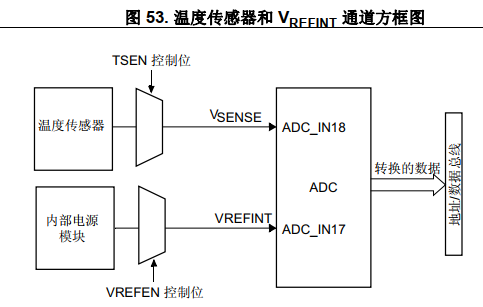 图 53. 温度传感器和 VREFINT 通道方框图
TSEN 控制位
温度传感器
VSENSE
ADC_IN18
转换的数据
地址/数据总线
ADC
内部电源
模块
VREFINT
ADC_IN17
VREFEN 控制位